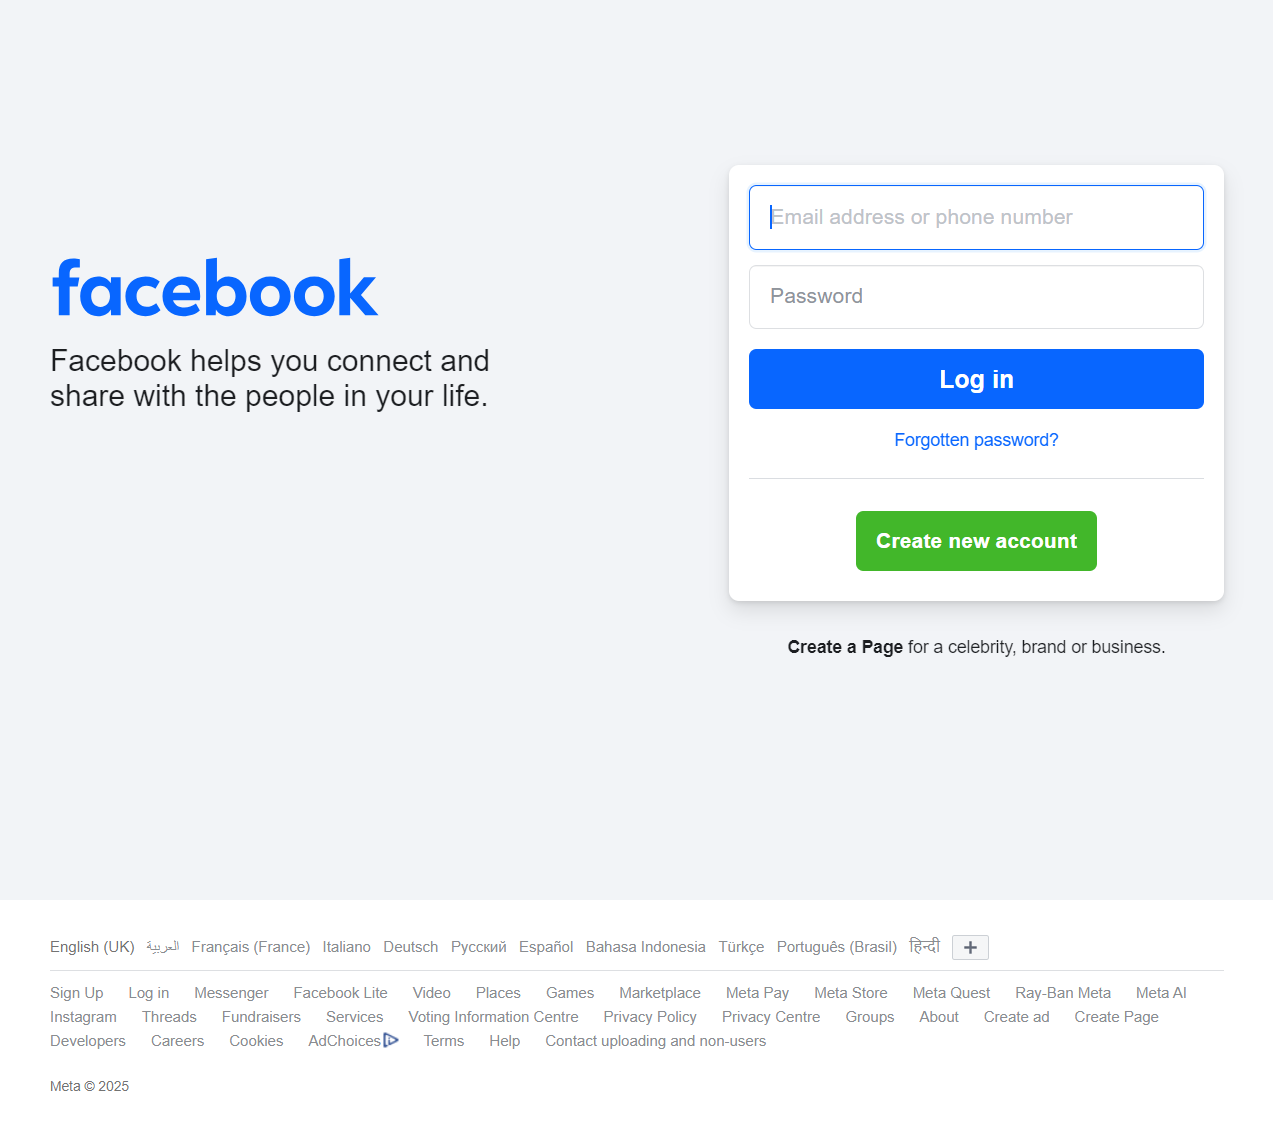 facebook
Facebook helps you connect and
share with the people in your life.
Email address or phone number
Password
Log in
Forgotten password?
Create new account
Create a Page for a celebrity, brand or business.
English (UK) العربية Français (France) Italiano Deutsch Русский Español Bahasa Indonesia Türkçe Português (Brasil) हिन्दी
Sign Up Log in Messenger Facebook Lite Video Places Games Marketplace Meta Pay Meta Store Meta Quest Ray-Ban Meta Meta AI
Instagram Threads Fundraisers Services Voting Information Centre Privacy Policy Privacy Centre Groups About Create ad Create Page
Developers Careers Cookies AdChoices Terms Help Contact uploading and non-users
Meta © 2025